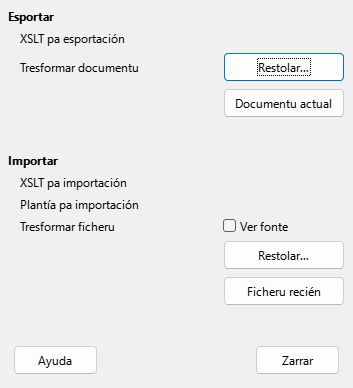 Esportar
XSLT pa esportación
Tresformar documentu
Restolar...
Documentu actual
Importar
XSLT pa importación
Plantía pa importación
Tresformar ficheru
Ver fonte
Restolar...
Ficheru recién
Ayuda
Zarrar